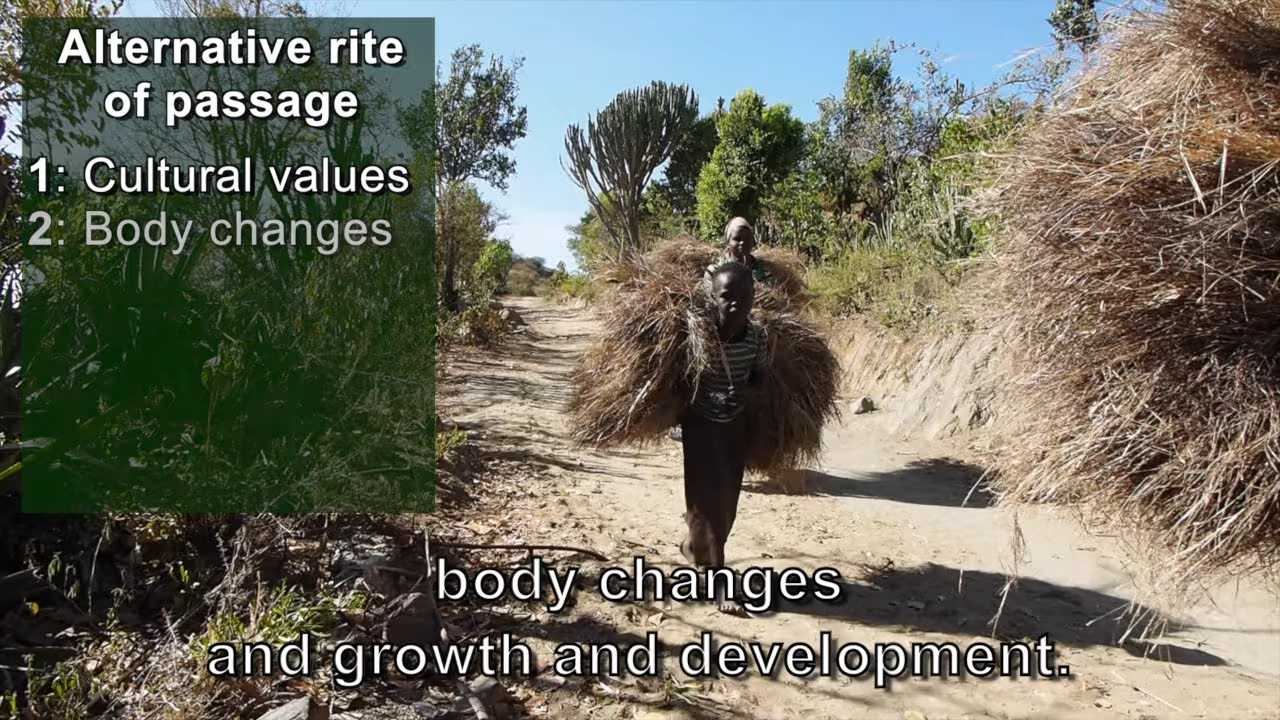 Alternative rite
of passage
1: Cultural values
2: Body changes
body changes
and growth and development.